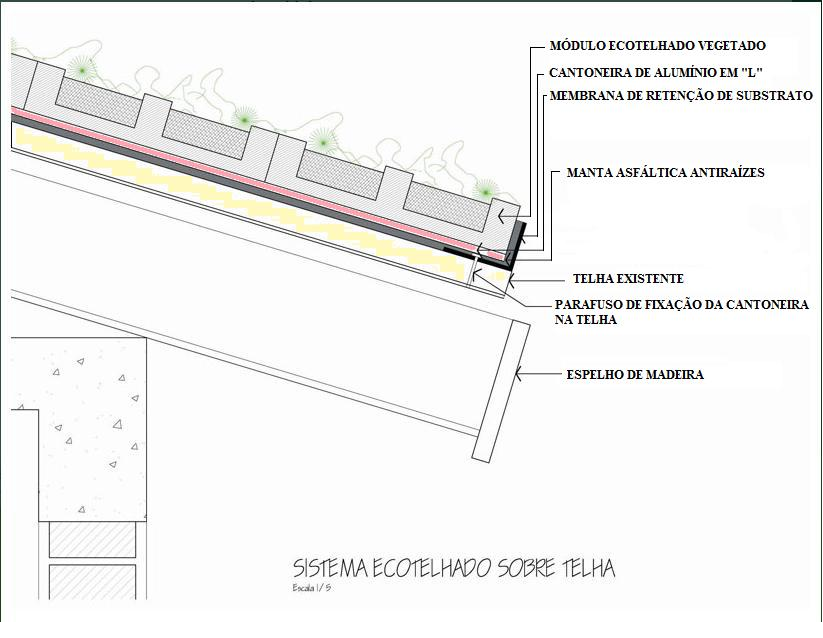 MÓDULO ECOTELHADO VEGETADO
CANTONEIRA DE ALUMÍNIO EM "L"
MEMBRANA DE RETENÇÃO DE SUBSTRATO
MANTA ASFÁLTICA ANTIRAÍZES
TELHA EXISTENTE
PARAFUSO DE FIXAÇÃO DA CANTONEIRA
NA TELHA
ESPELHO DE MADEIRA
SISTEMA ECOTELHADO SOBRE TELHA
Escala 1/ 5